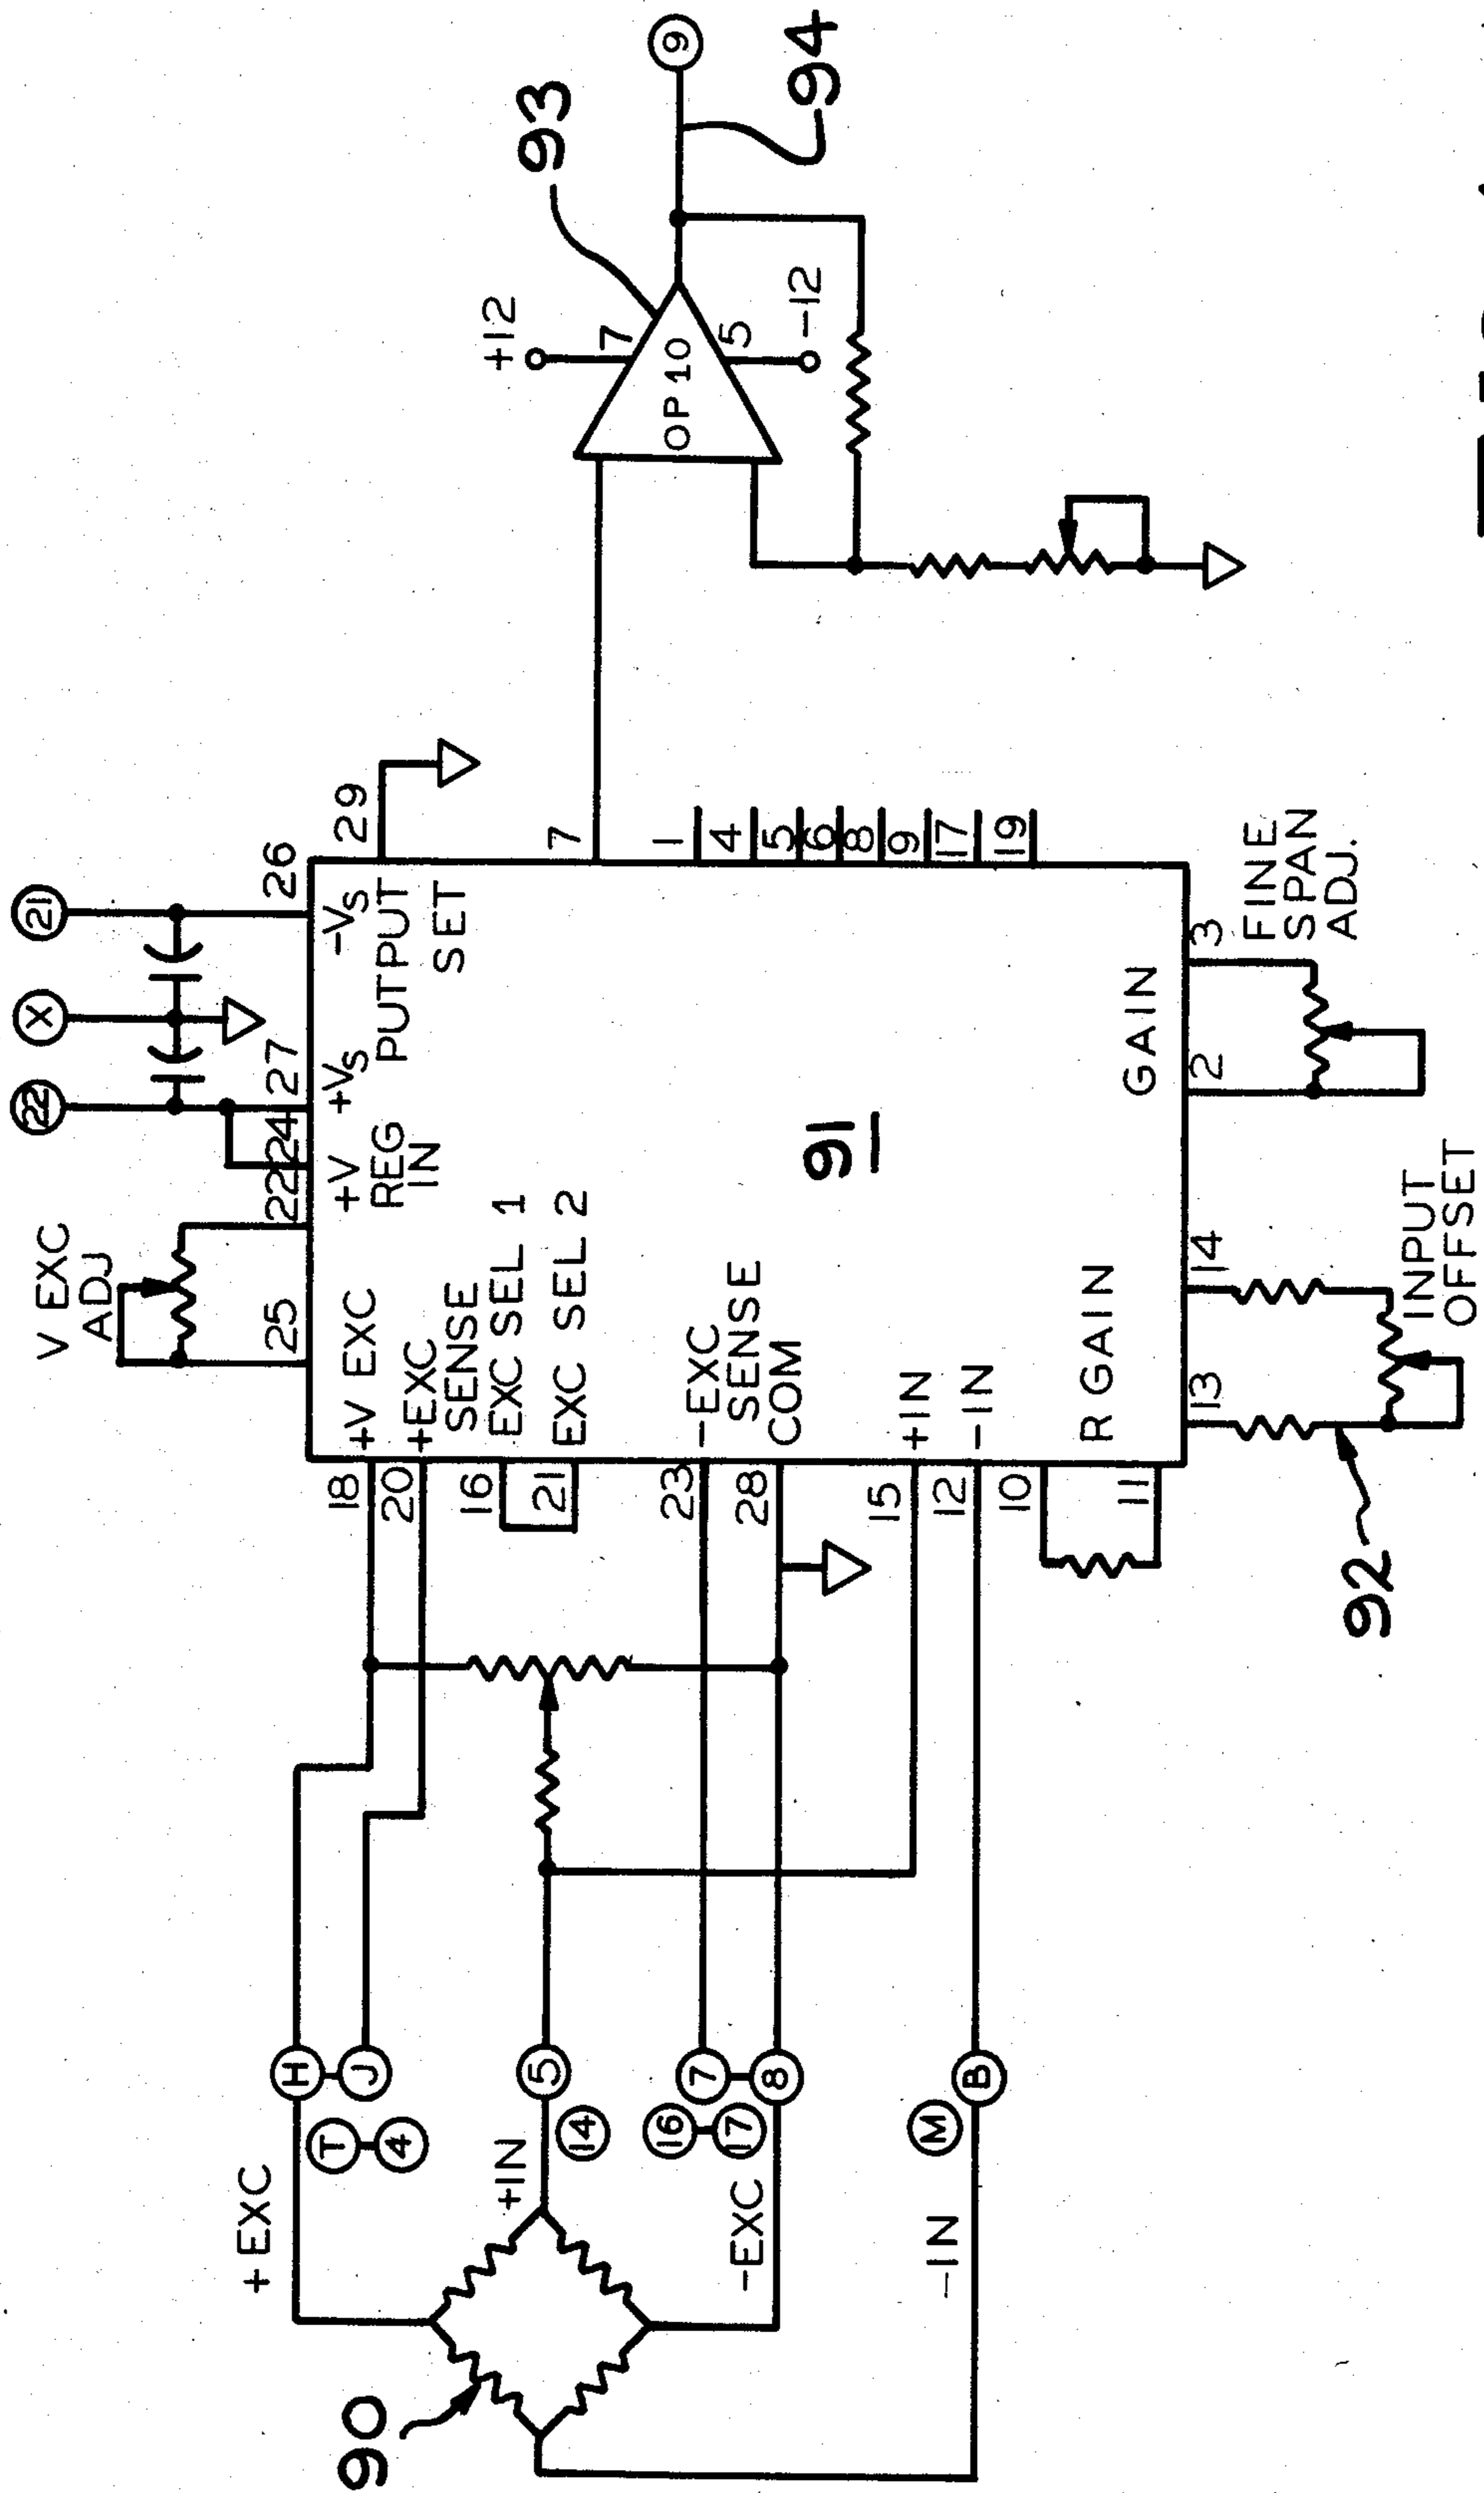 90
+EXC
+IN
-EXC
-IN
H
J
T
4
5
14
7
8
16
17
M
B
18
20
16
21
23
28
15
12
10
11
+V EXC
+EXC
SENSE
EXC SEL 1
EXC SEL 2
-EXC
SENSE
COM
+IN
-IN
R GAIN
V EXC
ADJ
25
22
24
27
26
22
X
21
+V
REG
IN
+VS
-VS
PUTPUT
SET
91
GAIN
13
14
2
3
92
INPUT
OFFSET
FINE
SPAN
ADJ.
29
7
1
4
5
6
8
9
17
19
+12
7
OP 10
5
-12
93
94
9